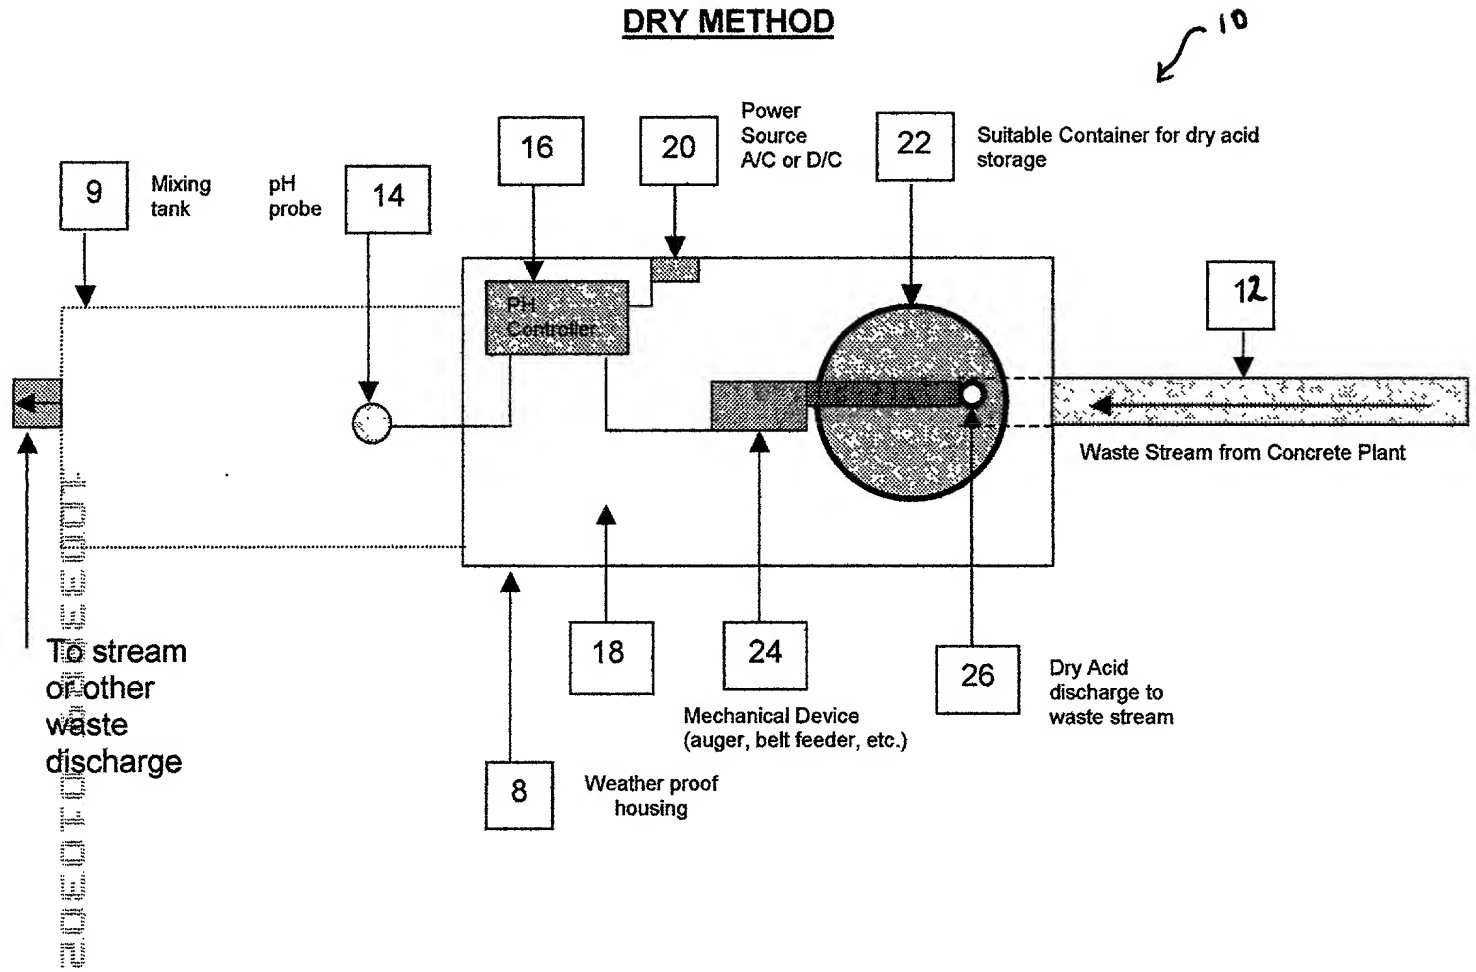 DRY METHOD
10
Power
Source
A/C or D/C
16
20
22
Suitable Container for dry acid
storage
9
Mixing
tank
pH
probe
14
PH
Controller
12
Waste Stream from Concrete Plant
To stream
or other
waste
discharge
18
24
26
Dry Acid
discharge to
waste stream
Mechanical Device
(auger, belt feeder, etc.)
8
Weather proof
housing